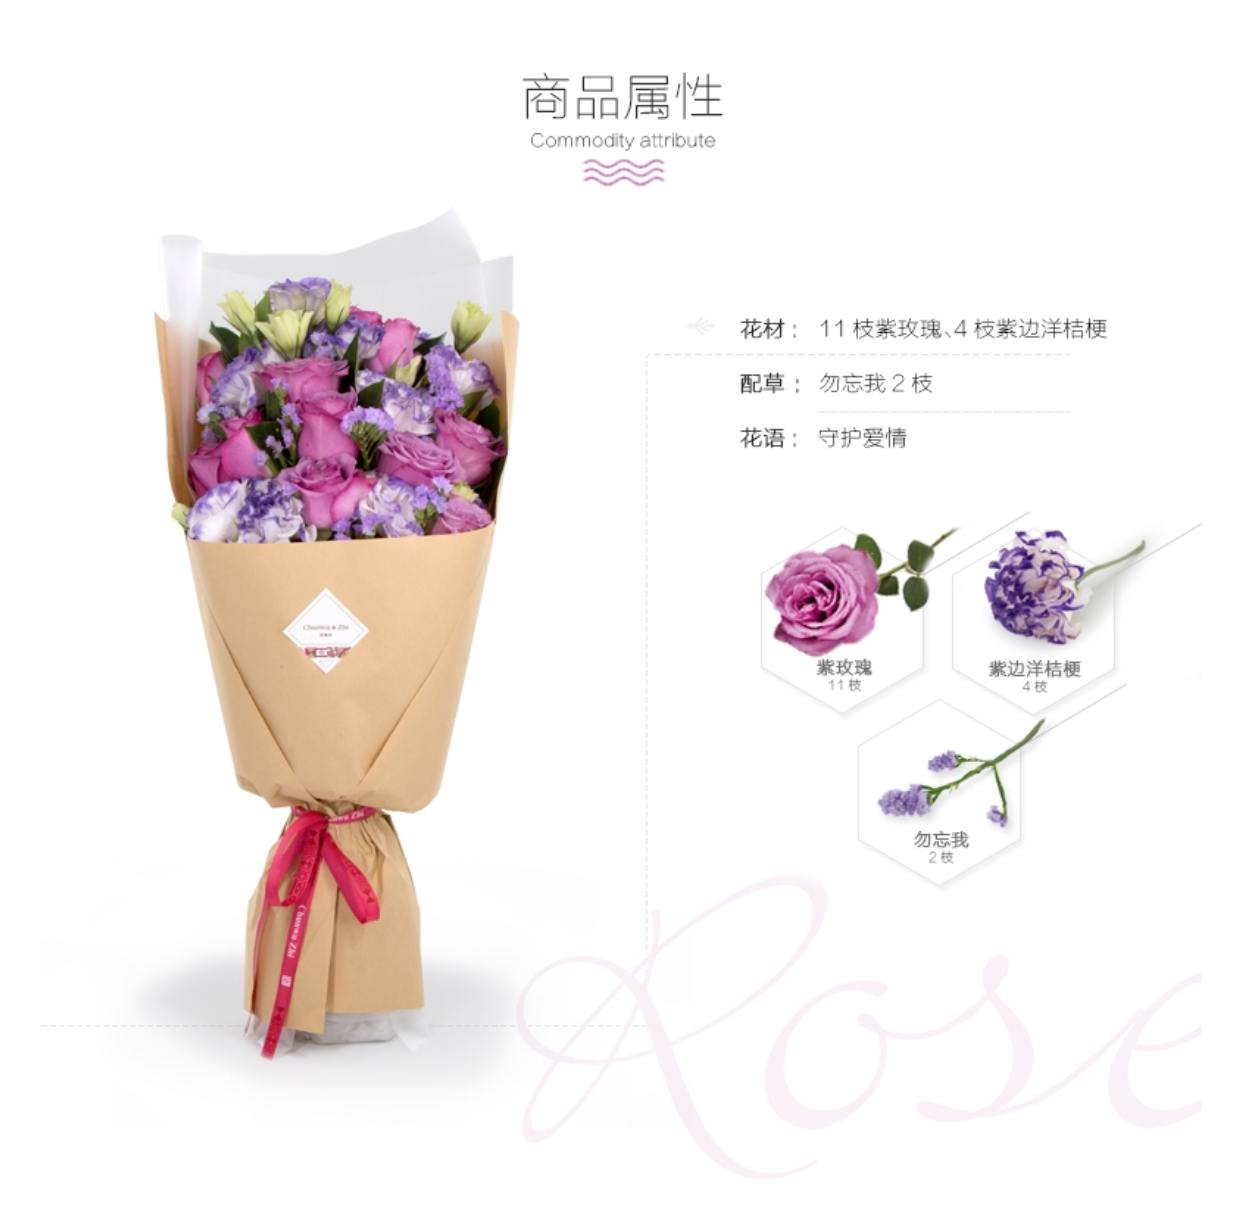 商品属性
Commodity attribute
花材： 11 枝紫玫瑰、4 枝紫边洋桔梗
配草： 勿忘我 2 枝
花语： 守护爱情
紫玫瑰
11 枝
紫边洋桔梗
4 枝
勿忘我
2 枝
Chunwu Zhi
Rose